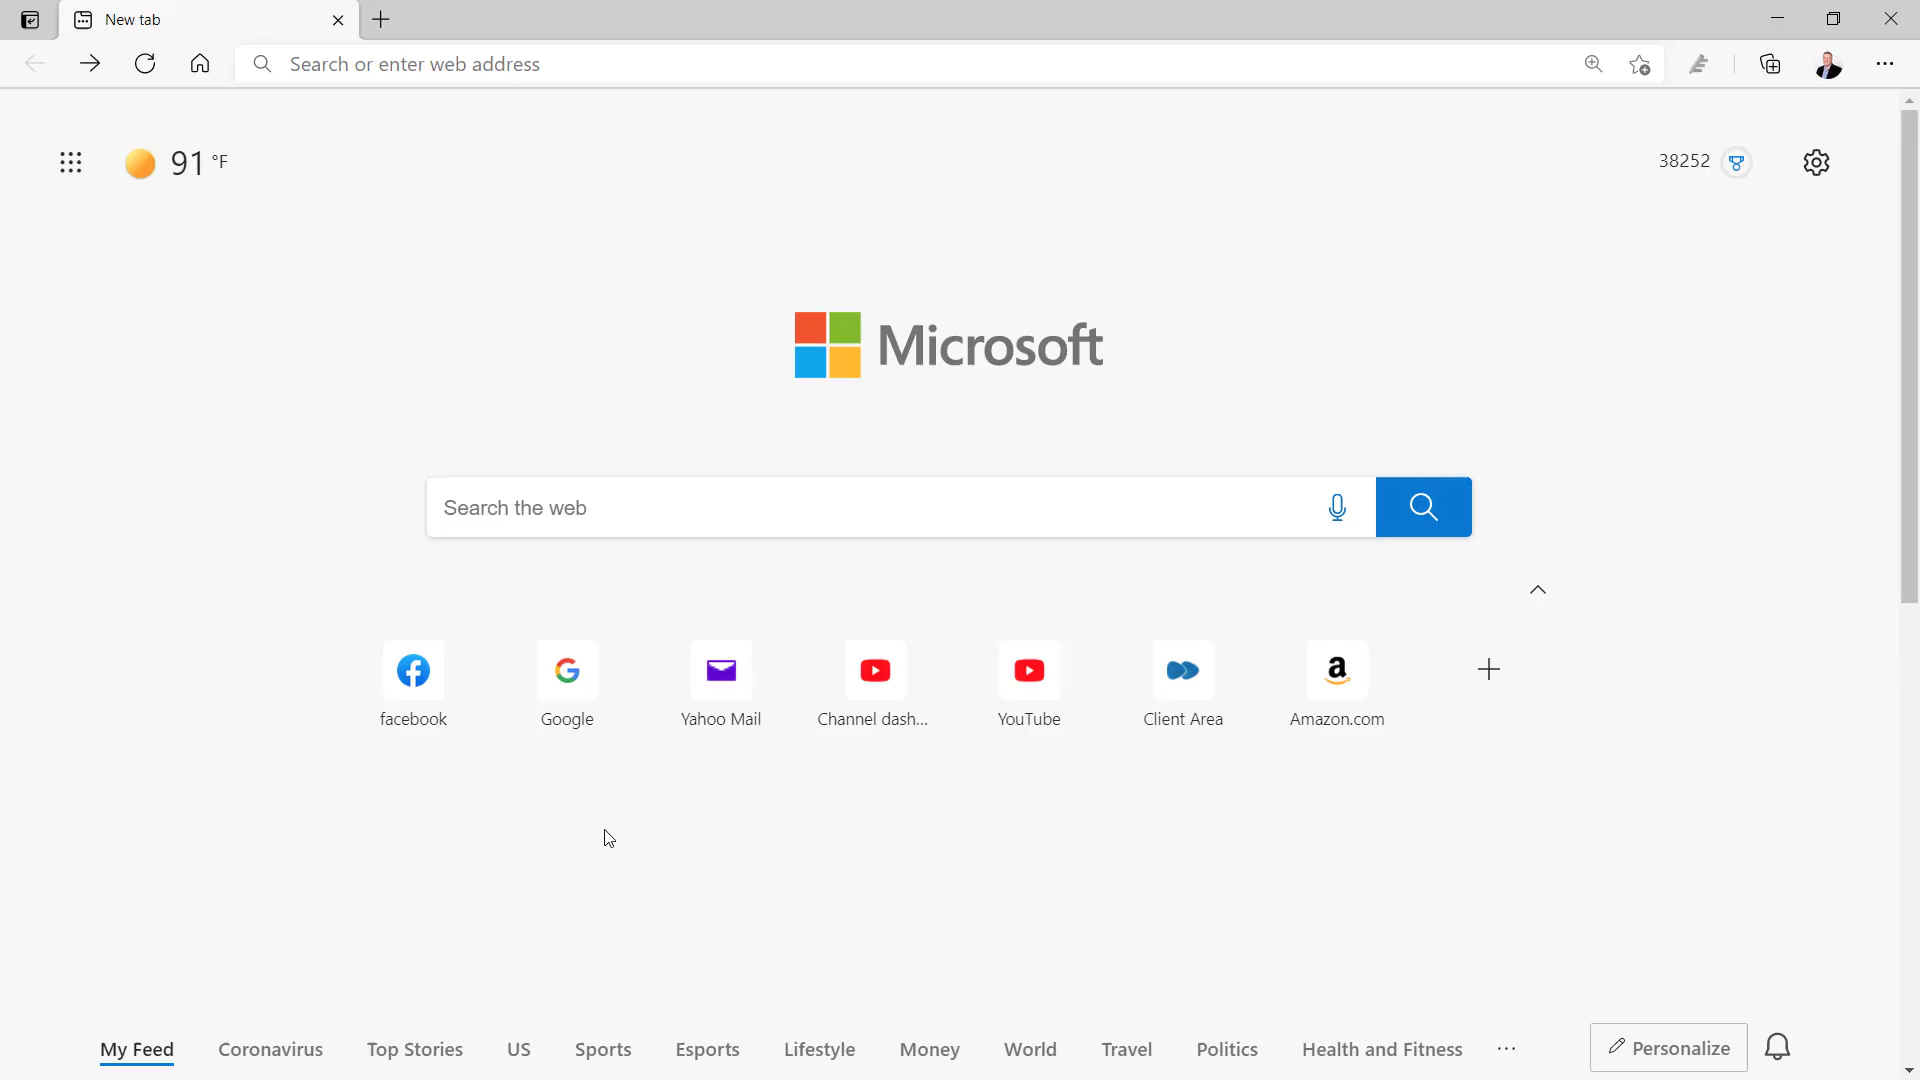 New tab
Search or enter web address
91 °F
38252
Microsoft
Search the web
facebook Google Yahoo Mail Channel dash... YouTube Client Area Amazon.com
My Feed Coronavirus Top Stories US Sports Esports Lifestyle Money World Travel Politics Health and Fitness ... Personalize